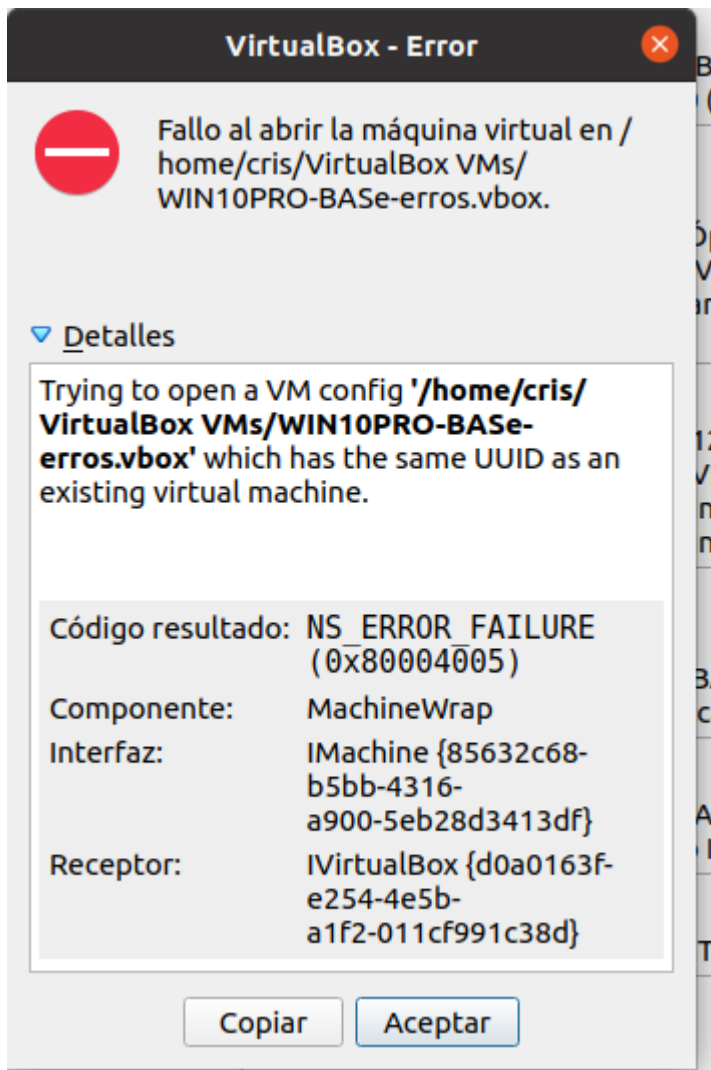 VirtualBox - Error
Fallo al abrir la máquina virtual en /
home/cris/VirtualBox VMs/
WIN10PRO-BASe-erros.vbox.
Detalles
Trying to open a VM config '/home/cris/
VirtualBox VMs/WIN10PRO-BASe-
erros.vbox' which has the same UUID as an
existing virtual machine.
Código resultado: NS_ERROR_FAILURE
(0x80004005)
Componente: MachineWrap
Interfaz: IMachine {85632c68-
b5bb-4316-
a900-5eb28d3413df}
Receptor: IVirtualBox {d0a0163f-
e254-4e5b-
a1f2-011cf991c38d}
Copiar Aceptar